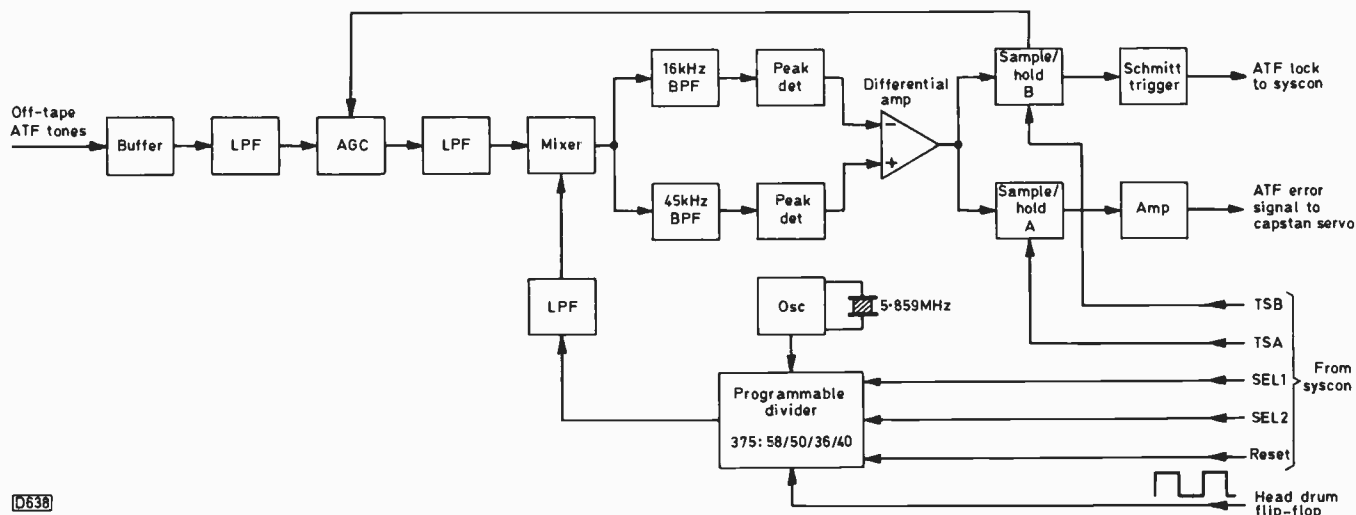 Off-tape
ATF tones
Buffer
LPF
AGC
LPF
Mixer
16kHz
BPF
Peak
det
45kHz
BPF
Peak
det
Differential
amp
−
+
Sample/
hold
B
Schmitt
trigger
ATF lock
to syscon
Sample/
hold
A
Amp
ATF error
signal to
capstan servo
LPF
Osc
5·859MHz
Programmable
divider
375: 58/50/36/40
TSB
TSA
SEL1
SEL2
Reset
From
syscon
Head drum
flip-flop
D638